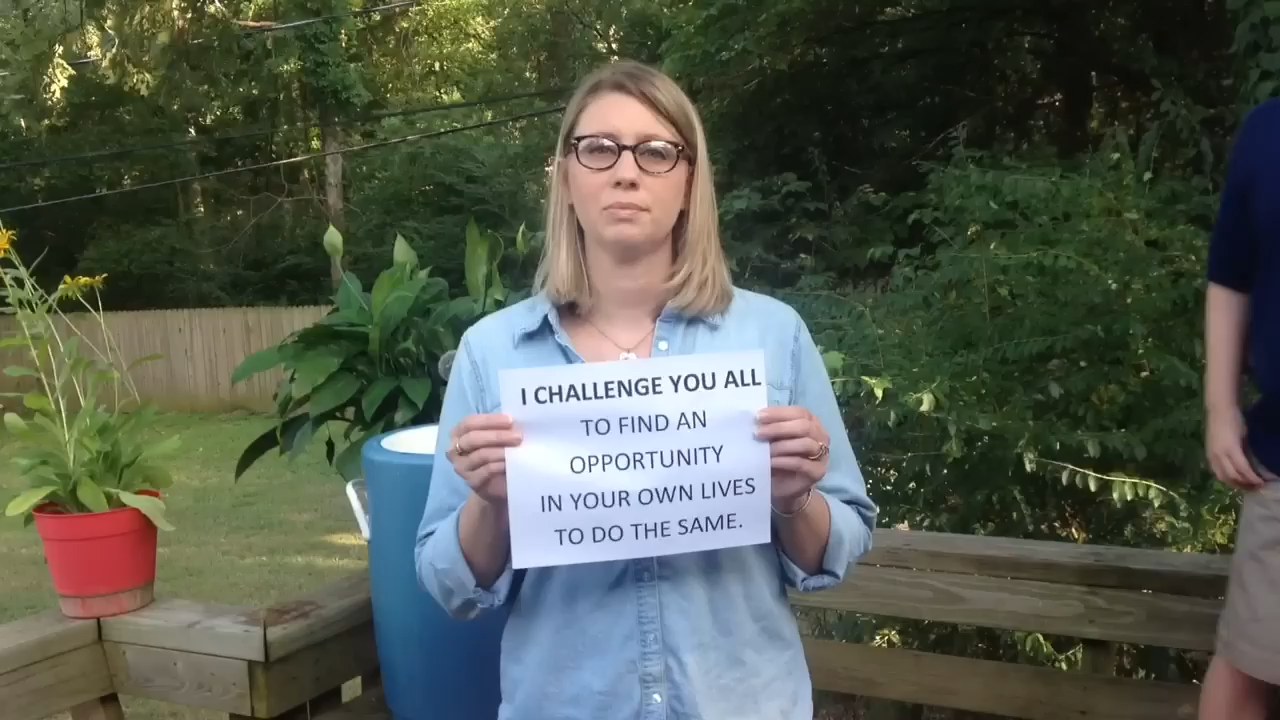 I CHALLENGE YOU ALL
TO FIND AN
OPPORTUNITY
IN YOUR OWN LIVES
TO DO THE SAME.